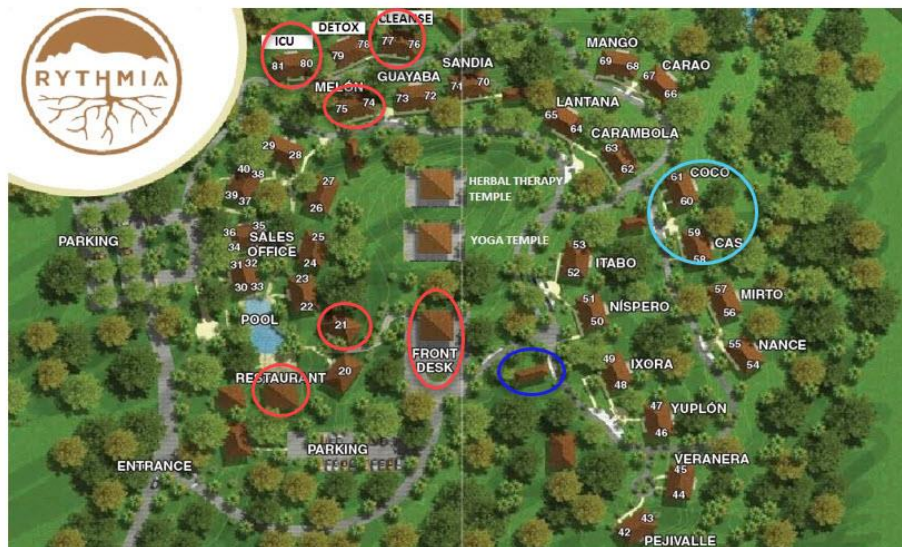 RYTHMIA
ICU
81 80
DETOX
79 78
CLEANSE
77 76
MELÓN
75 74
GUAYABA
73 72
SANDIA
71 70
MANGO
69 68
CARAO
67 66
LANTANA
65 64
CARAMBOLA
63 62
COCO
61
60
59
CAS
58
29 28
40 38
39 37
27
26
HERBAL THERAPY
TEMPLE
YOGA TEMPLE
PARKING
36 35
SALES
OFFICE
34
31 32
30 33
25
24
23
22
53
52
ITABO
51
50
NÍSPERO
57
56
MIRTO
55
54
NANCE
POOL
21
FRONT
DESK
RESTAURANT
20
49
48
IXORA
47
46
YUPLÓN
PARKING
ENTRANCE
VERANERA
45
44
43
42
PEJIVALLE